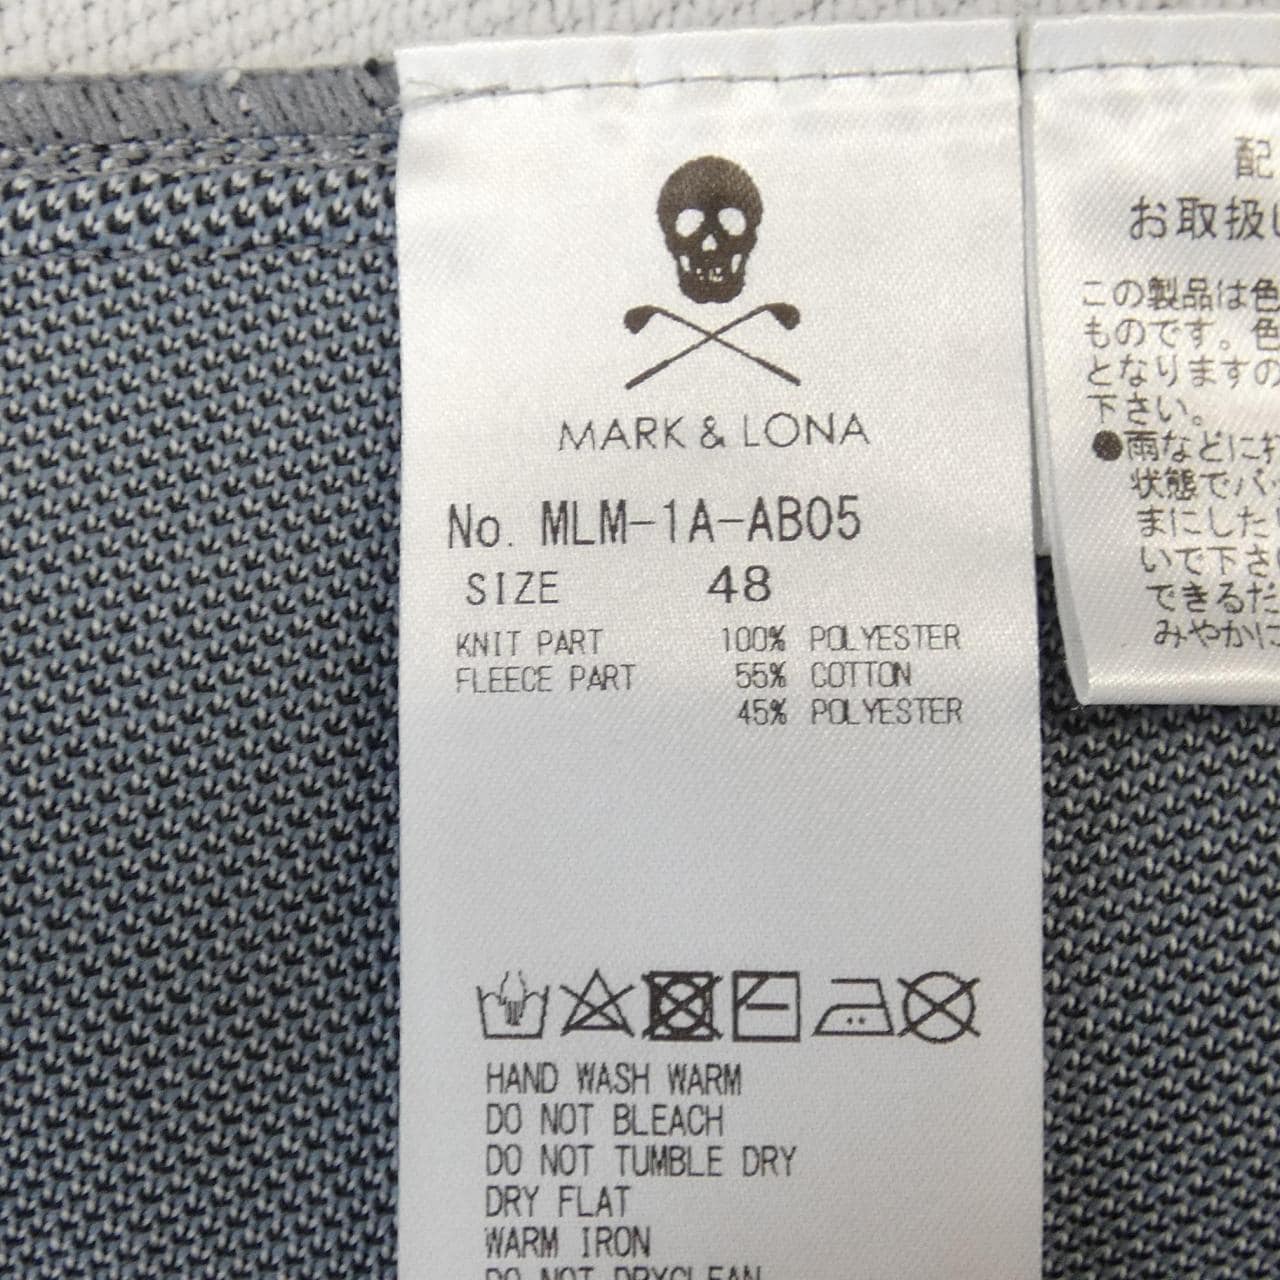 MARK & LONA
No. MLM-1A-AB05
SIZE 48
KNIT PART 100% POLYESTER
FLEECE PART 55% COTTON
45% POLYESTER
HAND WASH WARM
DO NOT BLEACH
DO NOT TUMBLE DRY
DRY FLAT
WARM IRON
DO NOT DRYCLEAN
配
お取扱い
この製品は色
ものです。色
となりますの
下さい。
●雨などに
状態でバ
まにした
いで下さ
できるだ
みやかに